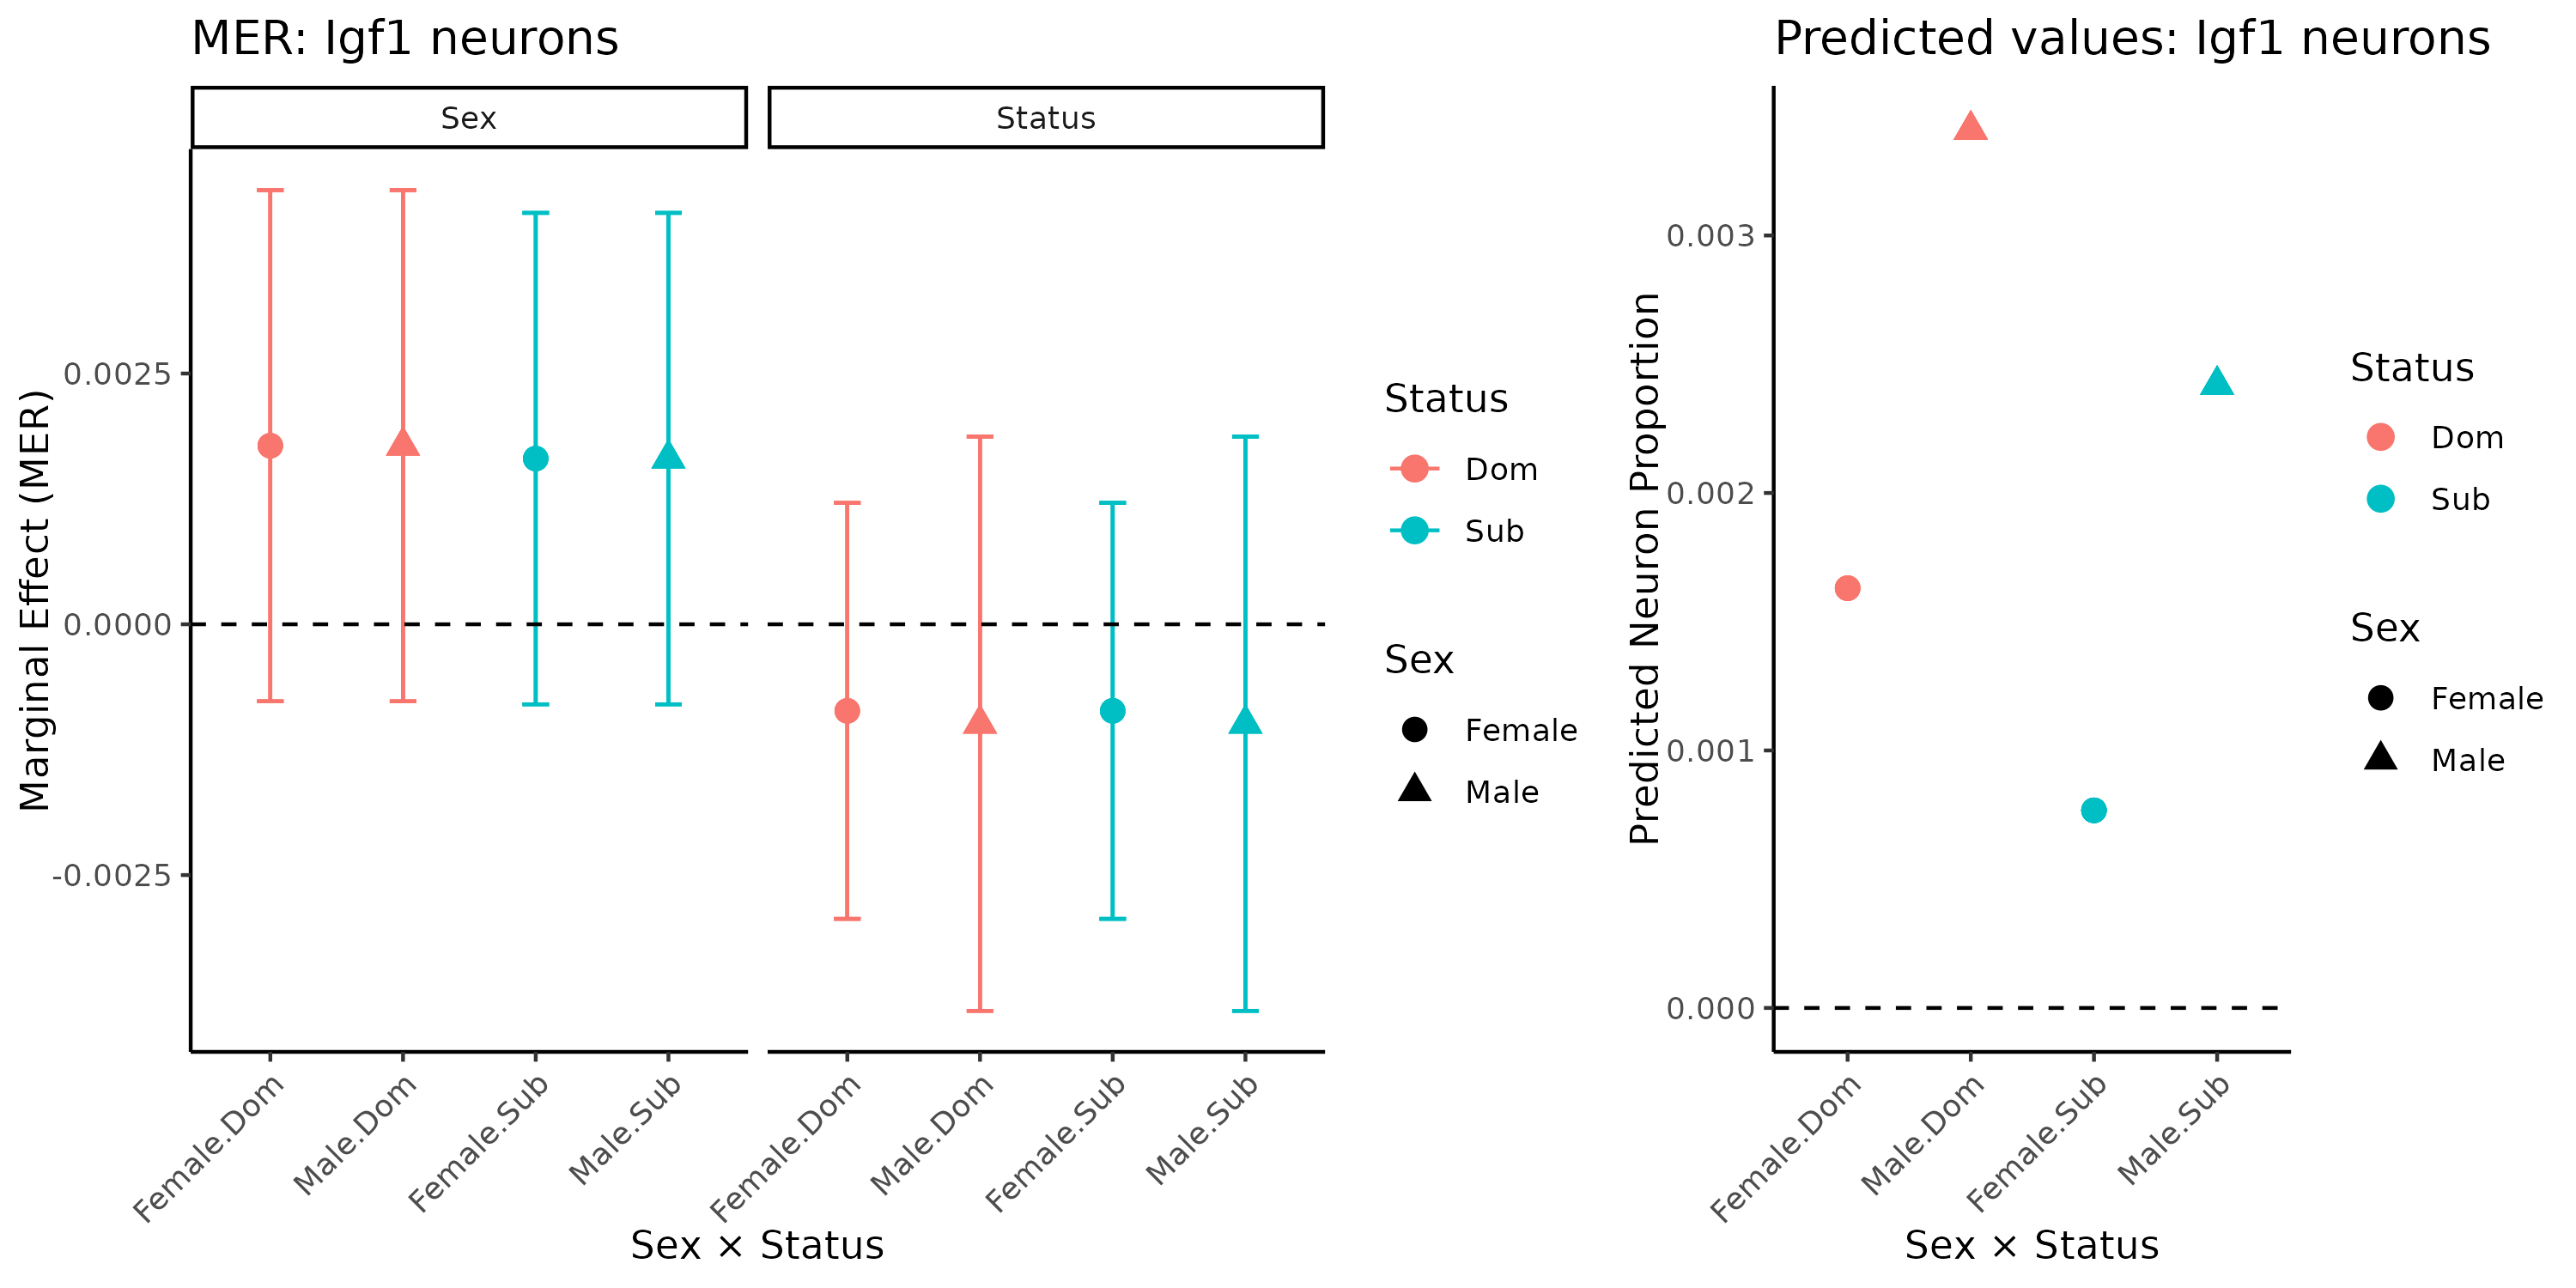 MER: Igf1 neurons
Sex
Status
Marginal Effect (MER)
0.0025
0.0000
-0.0025
Female.Dom
Male.Dom
Female.Sub
Male.Sub
Female.Dom
Male.Dom
Female.Sub
Male.Sub
Sex × Status
Status
Dom
Sub
Sex
Female
Male
Predicted values: Igf1 neurons
Predicted Neuron Proportion
0.003
0.002
0.001
0.000
Female.Dom
Male.Dom
Female.Sub
Male.Sub
Sex × Status
Status
Dom
Sub
Sex
Female
Male